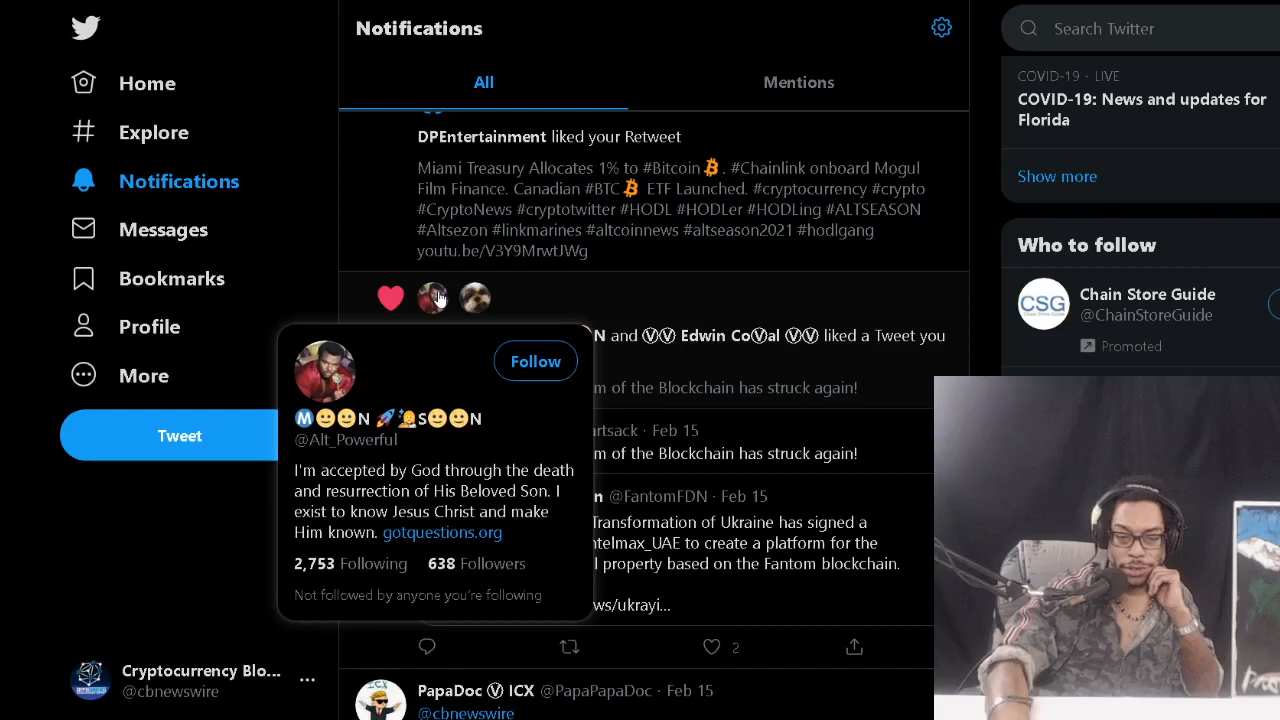 Home
Explore
Notifications
Messages
Bookmarks
Profile
More
Tweet
Cryptocurrency Blo...
@cbnewswire
Notifications
All
Mentions
DPEntertainment liked your Retweet
Miami Treasury Allocates 1% to #Bitcoin. #Chainlink onboard Mogul
Film Finance. Canadian #BTC ETF Launched. #cryptocurrency #crypto
#CryptoNews #cryptotwitter #HODL #HODLer #HODLing #ALTSEASON
#Altsezon #linkmarines #altcoinnews #altseason2021 #hodlgang
youtu.be/V3Y9MrwtJWg
N and ⓋⓋ Edwin CoⓋal ⓋⓋ liked a Tweet you
m of the Blockchain has struck again!
artsack · Feb 15
m of the Blockchain has struck again!
n @FantomFDN · Feb 15
Transformation of Ukraine has signed a
ntelmax_UAE to create a platform for the
l property based on the Fantom blockchain.
ws/ukrayi...
2
PapaDoc Ⓥ ICX @PapaPapaDoc · Feb 15
@cbnewswire
Follow
Ⓜ🙂🙂N 🚀🧑‍🚀S🙂🙂N
@Alt_Powerful
I'm accepted by God through the death
and resurrection of His Beloved Son. I
exist to know Jesus Christ and make
Him known. gotquestions.org
2,753 Following 638 Followers
Not followed by anyone you're following
Search Twitter
COVID-19 · LIVE
COVID-19: News and updates for
Florida
Show more
Who to follow
CSG
Chain Store Guide
@ChainStoreGuide
Promoted